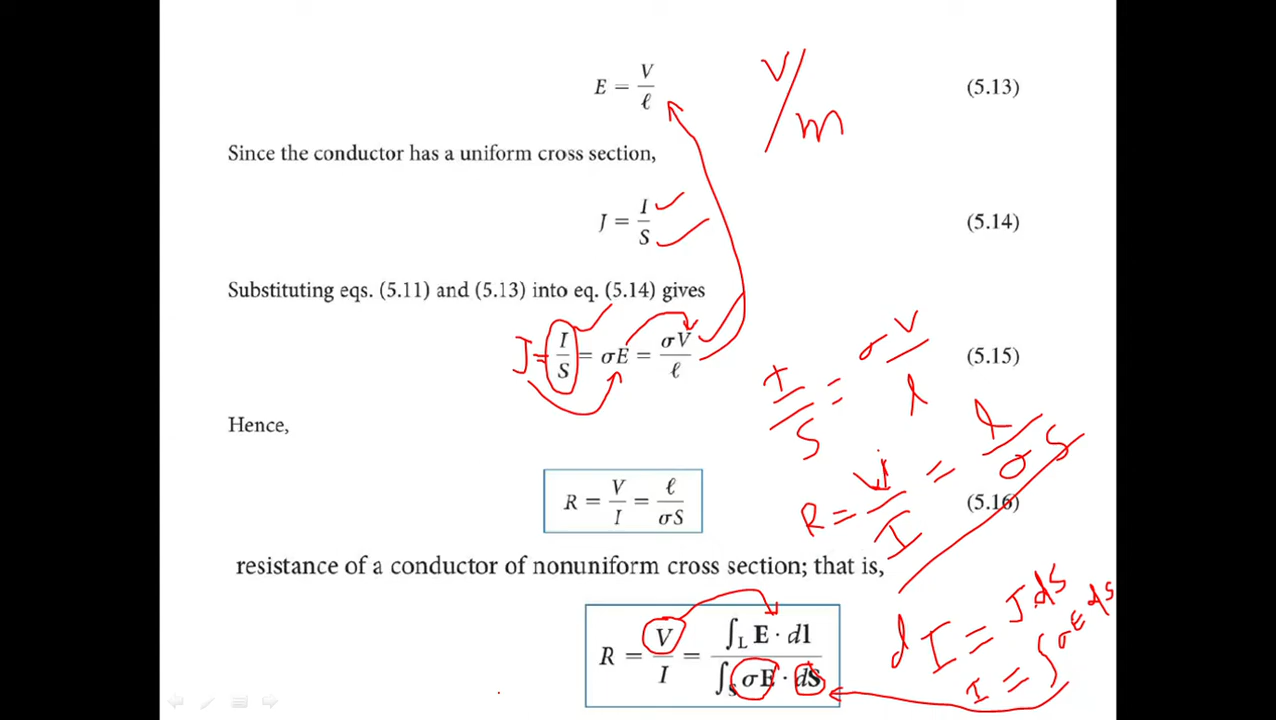 E = V/ℓ (5.13)
V/m
Since the conductor has a uniform cross section,
J = I/S (5.14)
Substituting eqs. (5.11) and (5.13) into eq. (5.14) gives
J = I/S = σE = σV/ℓ (5.15)
I/S = σ V/l
Hence,
R = V/I = ℓ/σS (5.16)
R = V/I = l/σS
resistance of a conductor of nonuniform cross section; that is,
R = V/I = ∫L E · dl / ∫S σE · dS
dI = J ds
I = ∫σE ds